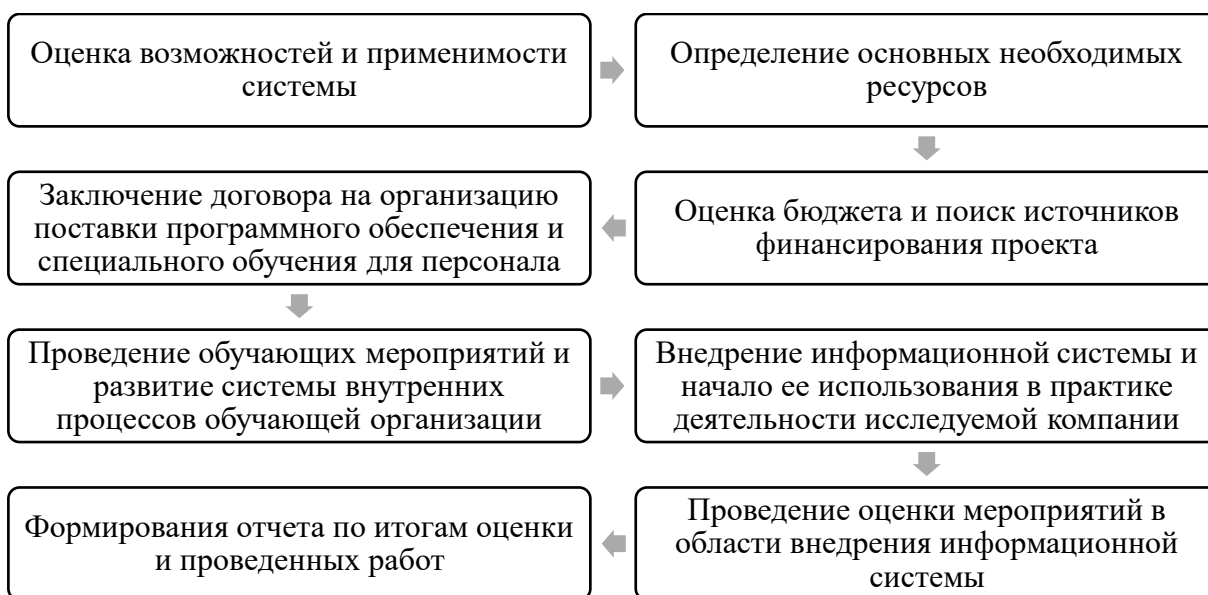 Оценка возможностей и применимости
системы
Определение основных необходимых
ресурсов
Оценка бюджета и поиск источников
финансирования проекта
Заключение договора на организацию
поставки программного обеспечения и
специального обучения для персонала
Проведение обучающих мероприятий и
развитие системы внутренних
процессов обучающей организации
Внедрение информационной системы и
начало ее использования в практике
деятельности исследуемой компании
Проведение оценки мероприятий в
области внедрения информационной
системы
Формирования отчета по итогам оценки
и проведенных работ